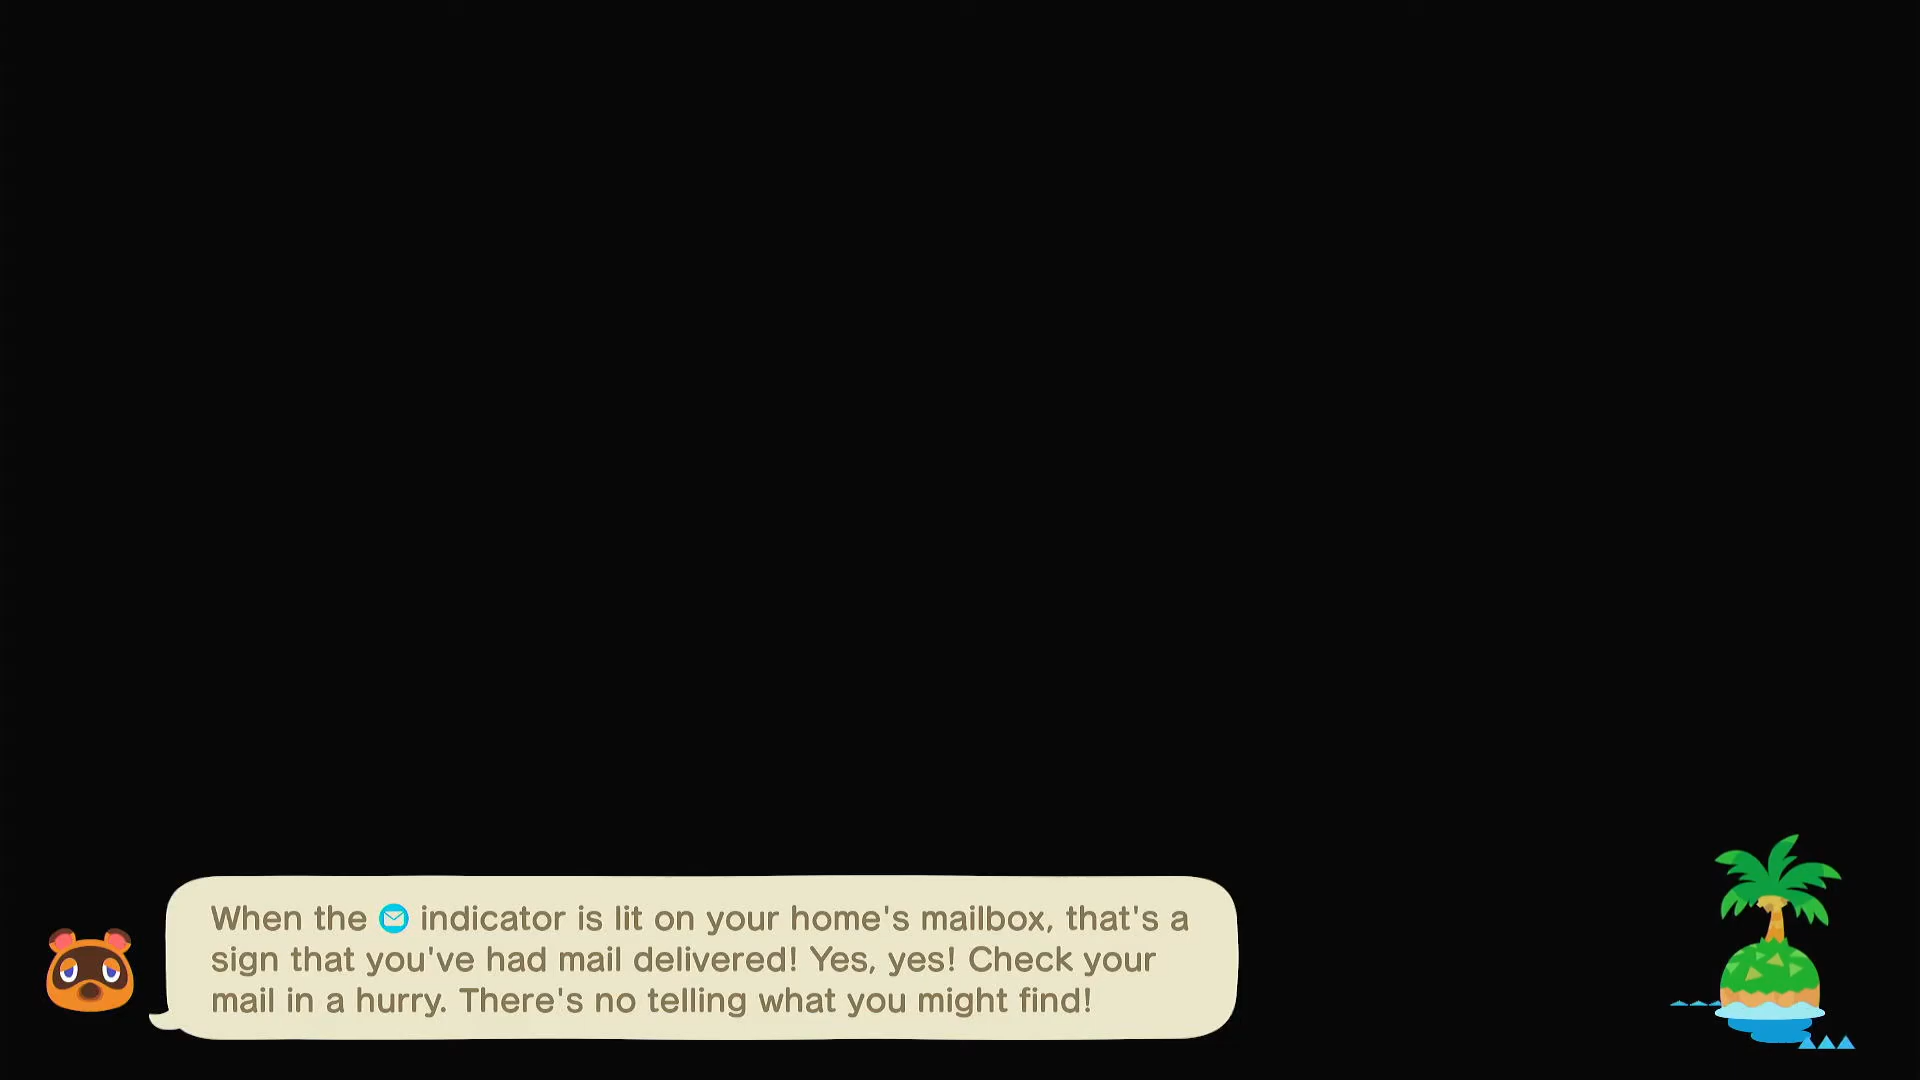 When the indicator is lit on your home's mailbox, that's a
sign that you've had mail delivered! Yes, yes! Check your
mail in a hurry. There's no telling what you might find!